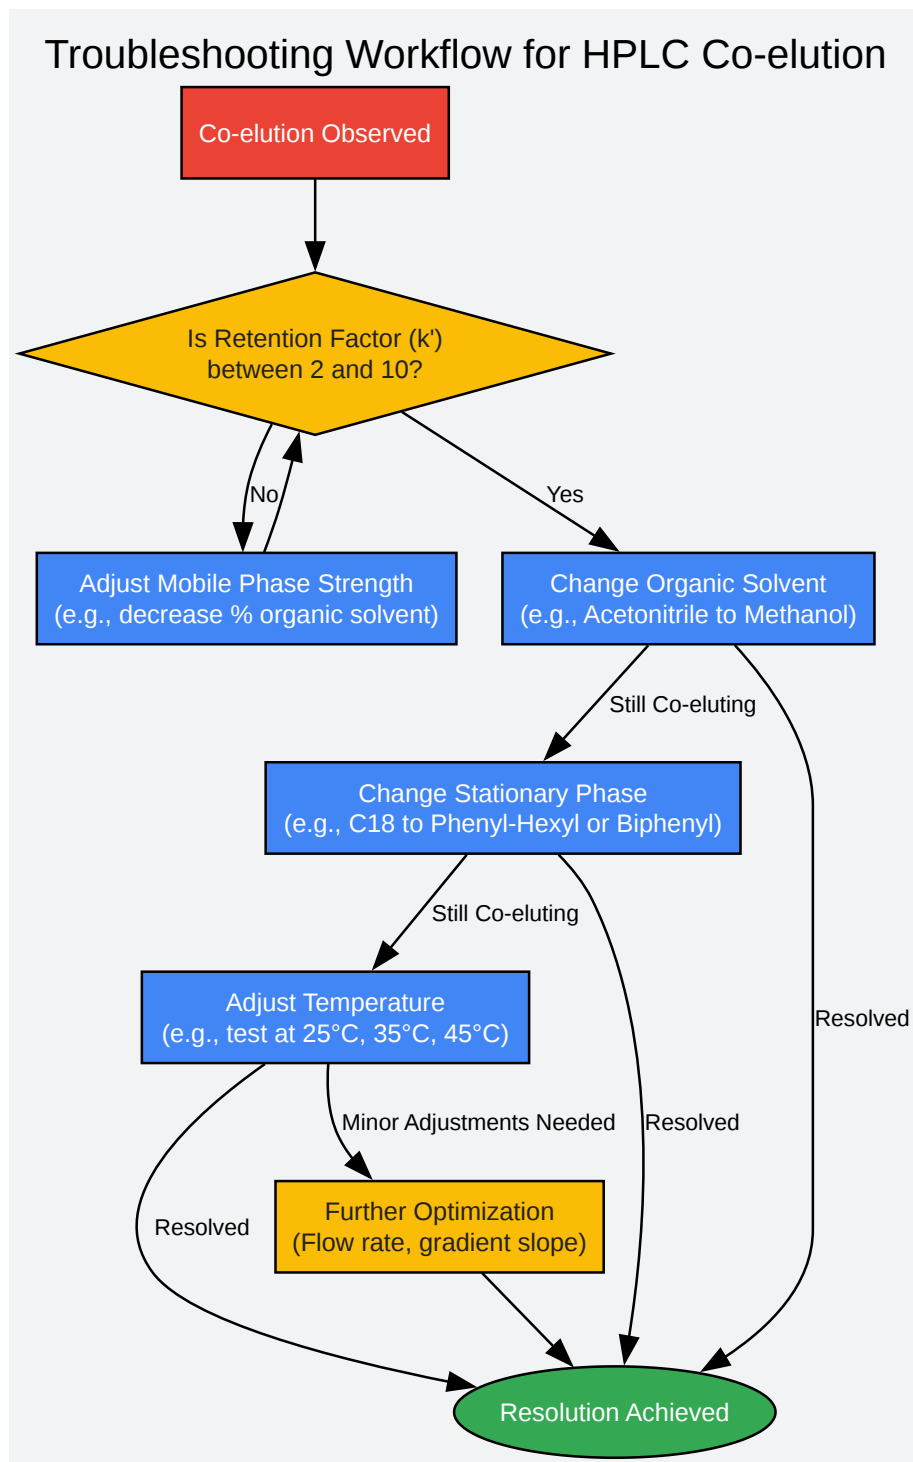 Troubleshooting Workflow for HPLC Co-elution
Co-elution Observed
Is Retention Factor (k')
between 2 and 10?
No
Yes
Adjust Mobile Phase Strength
(e.g., decrease % organic solvent)
Change Organic Solvent
(e.g., Acetonitrile to Methanol)
Still Co-eluting
Change Stationary Phase
(e.g., C18 to Phenyl-Hexyl or Biphenyl)
Still Co-eluting
Adjust Temperature
(e.g., test at 25°C, 35°C, 45°C)
Resolved
Minor Adjustments Needed
Resolved
Further Optimization
(Flow rate, gradient slope)
Resolved
Resolution Achieved